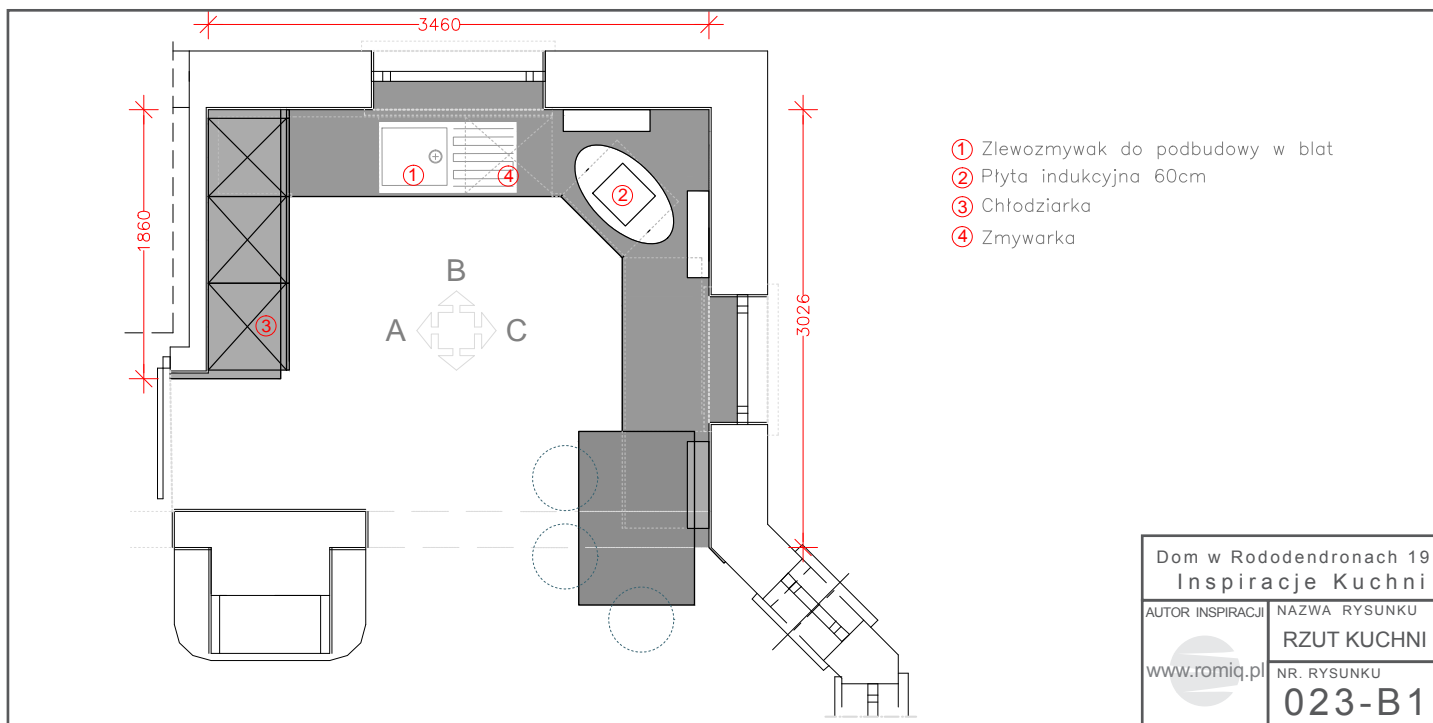 3460
1860
3026
1
4
2
3
A
B
C
1 Zlewozmywak do podbudowy w blat
2 Płyta indukcyjna 60cm
3 Chłodziarka
4 Zmywarka
Dom w Rododendronach 19
Inspiracje Kuchni
AUTOR INSPIRACJI
www.romiq.pl
NAZWA RYSUNKU
RZUT KUCHNI
NR. RYSUNKU
023-B1